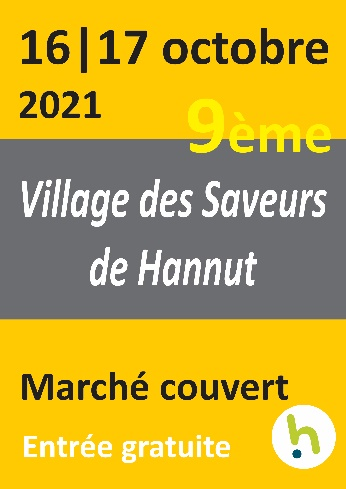 16|17 octobre
2021
9ème
Village des Saveurs
de Hannut
Marché couvert
Entrée gratuite
h